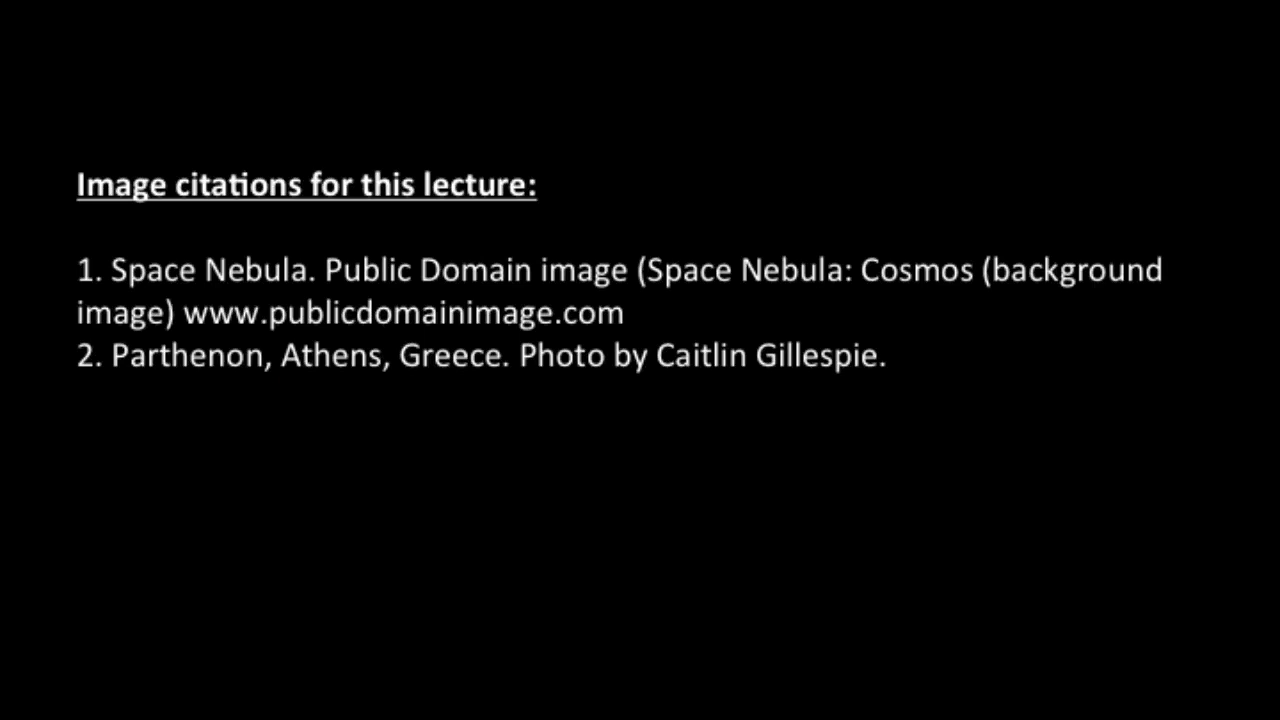 Image citations for this lecture:
1. Space Nebula. Public Domain image (Space Nebula: Cosmos (background
image) www.publicdomainimage.com
2. Parthenon, Athens, Greece. Photo by Caitlin Gillespie.